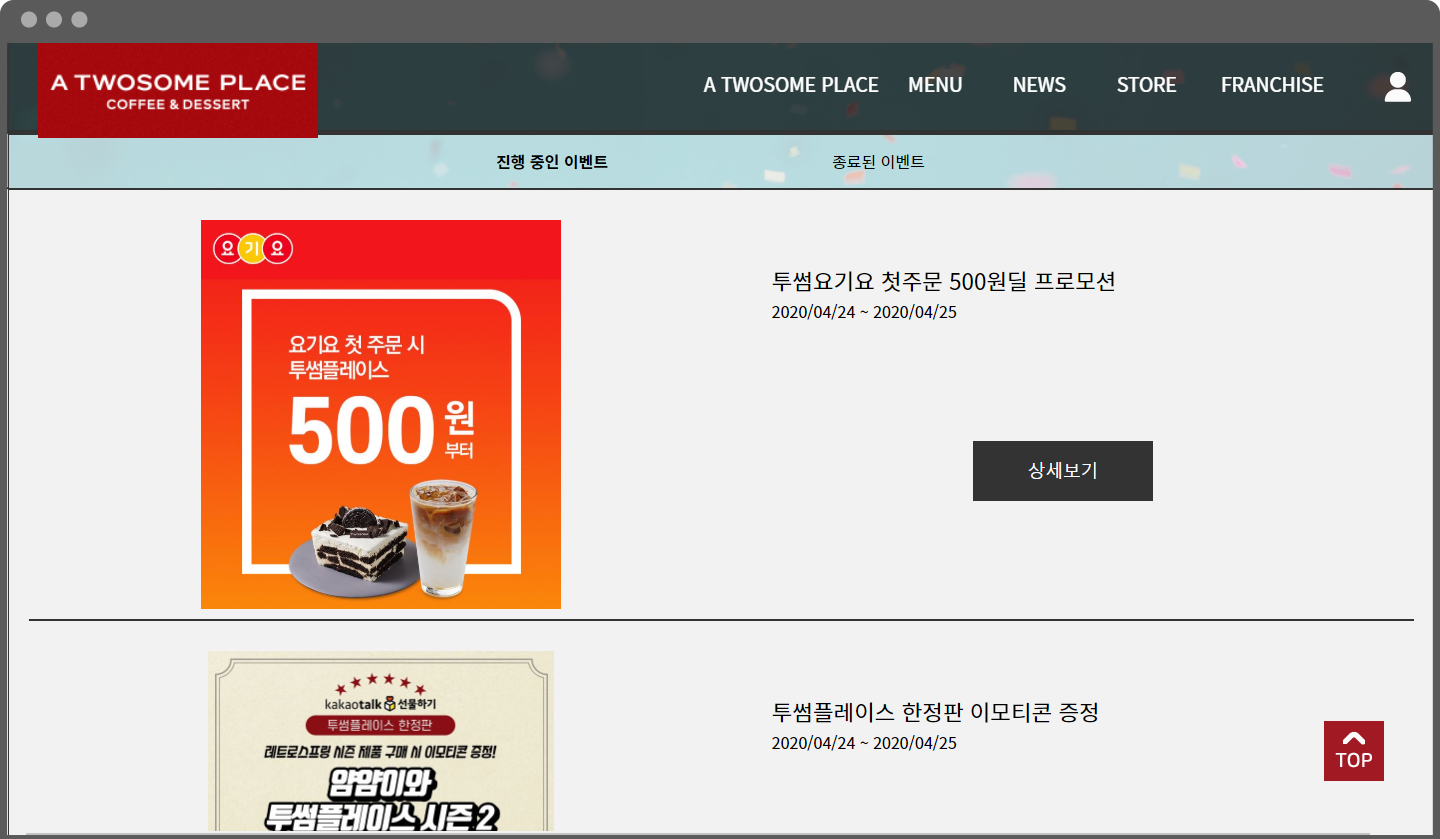 A TWOSOME PLACE
COFFEE & DESSERT
A TWOSOME PLACE MENU NEWS STORE FRANCHISE
진행 중인 이벤트 종료된 이벤트
요기요
요기요 첫 주문 시
투썸플레이스
500원
부터
투썸요기요 첫주문 500원딜 프로모션
2020/04/24 ~ 2020/04/25
상세보기
kakaotalk 선물하기
투썸플레이스 한정판
레트로스프링 시즌 제품 구매 시 이모티콘 증정!
얌얌이와
투썸플레이스 시즌 2
투썸플레이스 한정판 이모티콘 증정
2020/04/24 ~ 2020/04/25
TOP